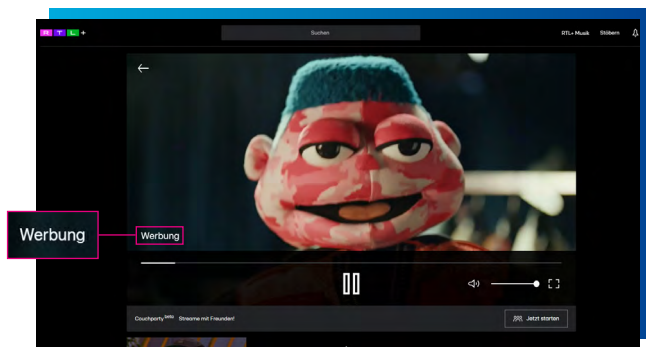 RTL+
Suchen
RTL+ Musik
Stöbern
Werbung
Werbung
Couchparty beta Streame mit Freunden!
Jetzt starten